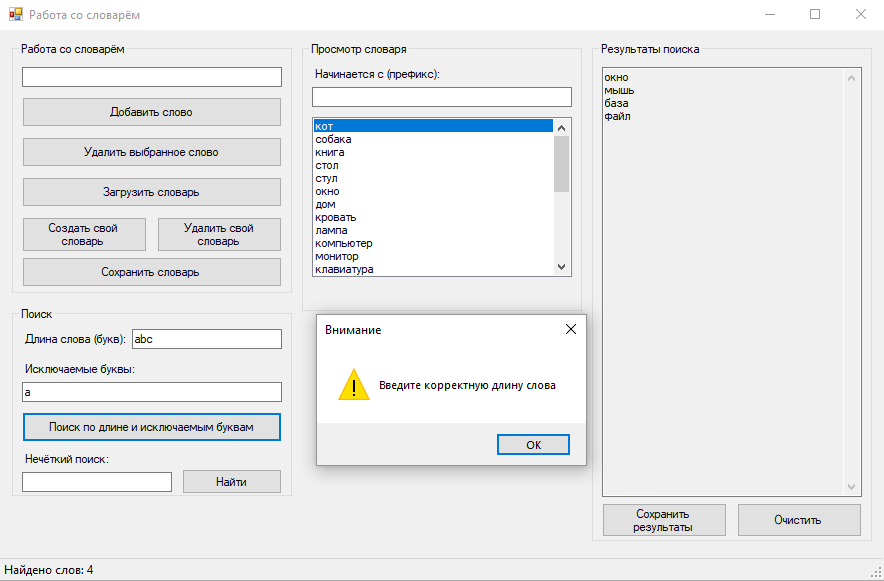 Работа со словарём
Работа со словарём
Добавить слово
Удалить выбранное слово
Загрузить словарь
Создать свой
словарь
Удалить свой
словарь
Сохранить словарь
Поиск
Длина слова (букв):
abc
Исключаемые буквы:
а
Поиск по длине и исключаемым буквам
Нечёткий поиск:
Найти
Просмотр словаря
Начинается с (префикс):
кот
собака
книга
стол
стул
окно
дом
кровать
лампа
компьютер
монитор
клавиатура
Внимание
Введите корректную длину слова
ОК
Результаты поиска
окно
мышь
база
файл
Сохранить
результаты
Очистить
Найдено слов: 4